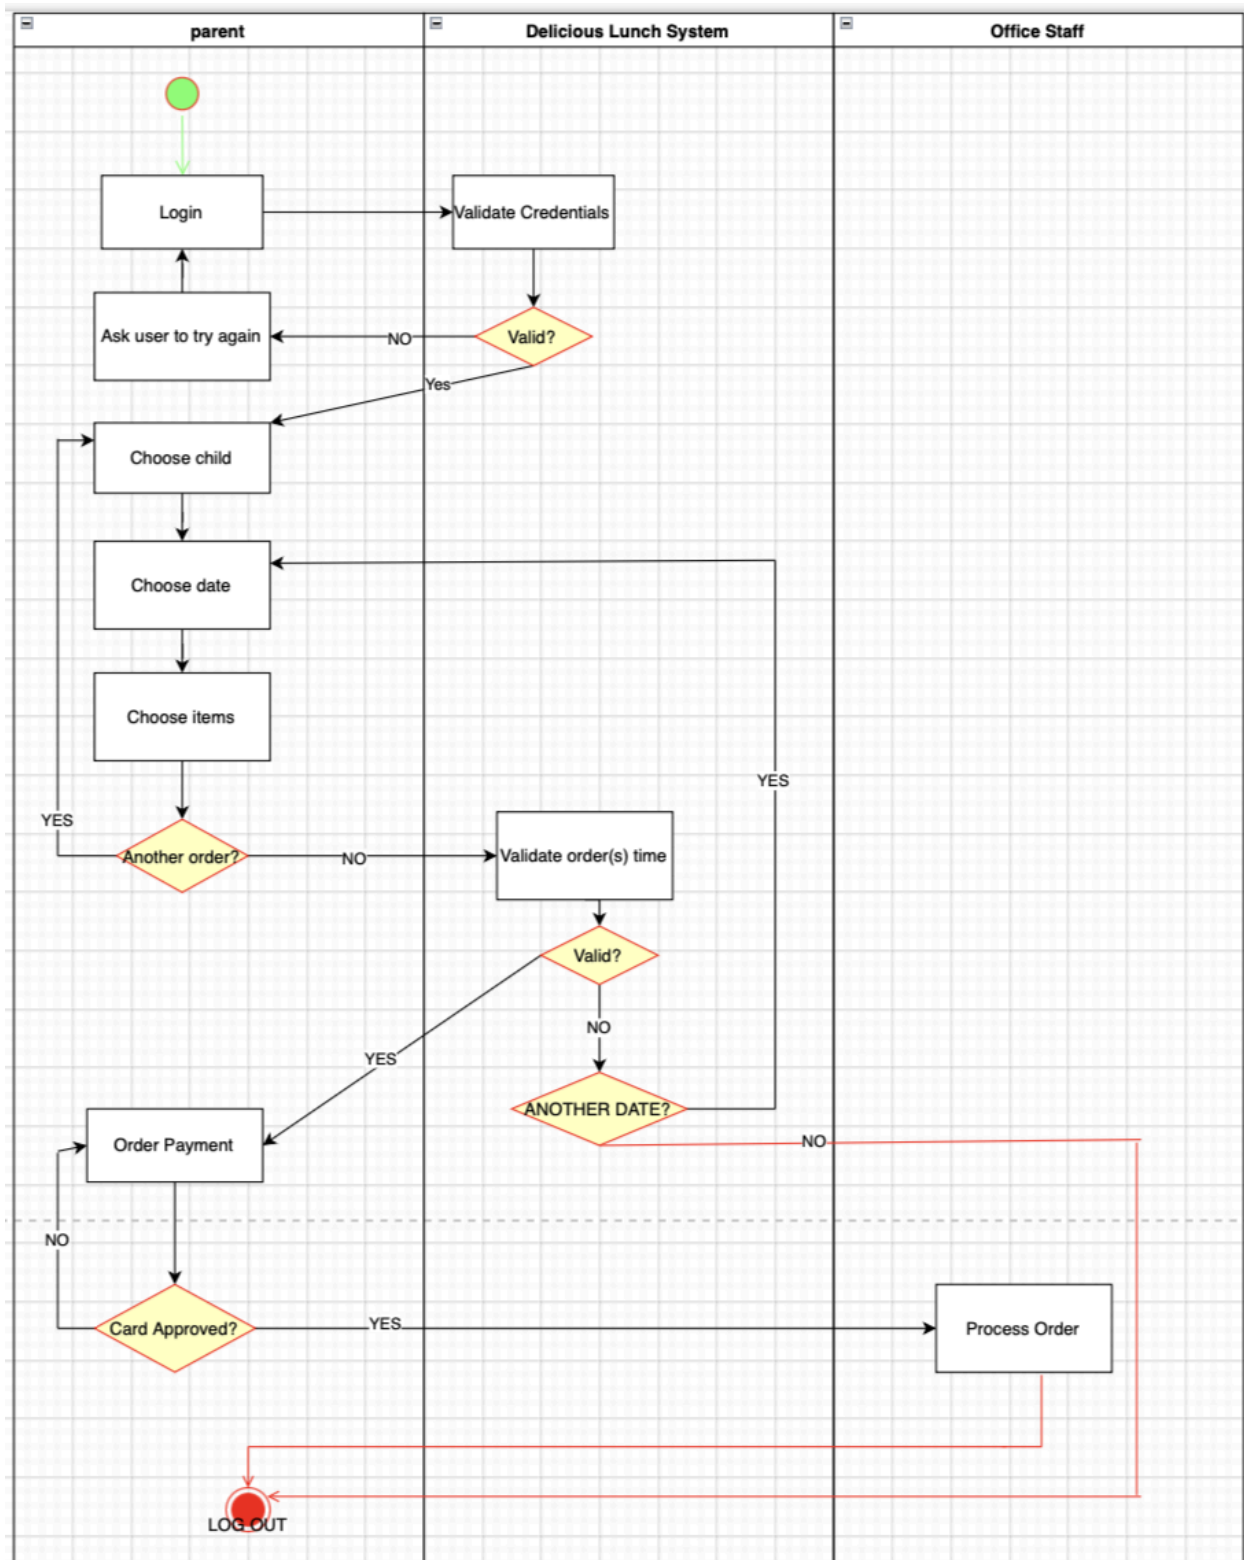 parent
Delicious Lunch System
Office Staff
Login
Validate Credentials
Ask user to try again
NO
Valid?
Yes
Choose child
Choose date
Choose items
YES
YES
Another order?
NO
Validate order(s) time
Valid?
NO
YES
ANOTHER DATE?
NO
Order Payment
NO
Card Approved?
YES
Process Order
LOG OUT